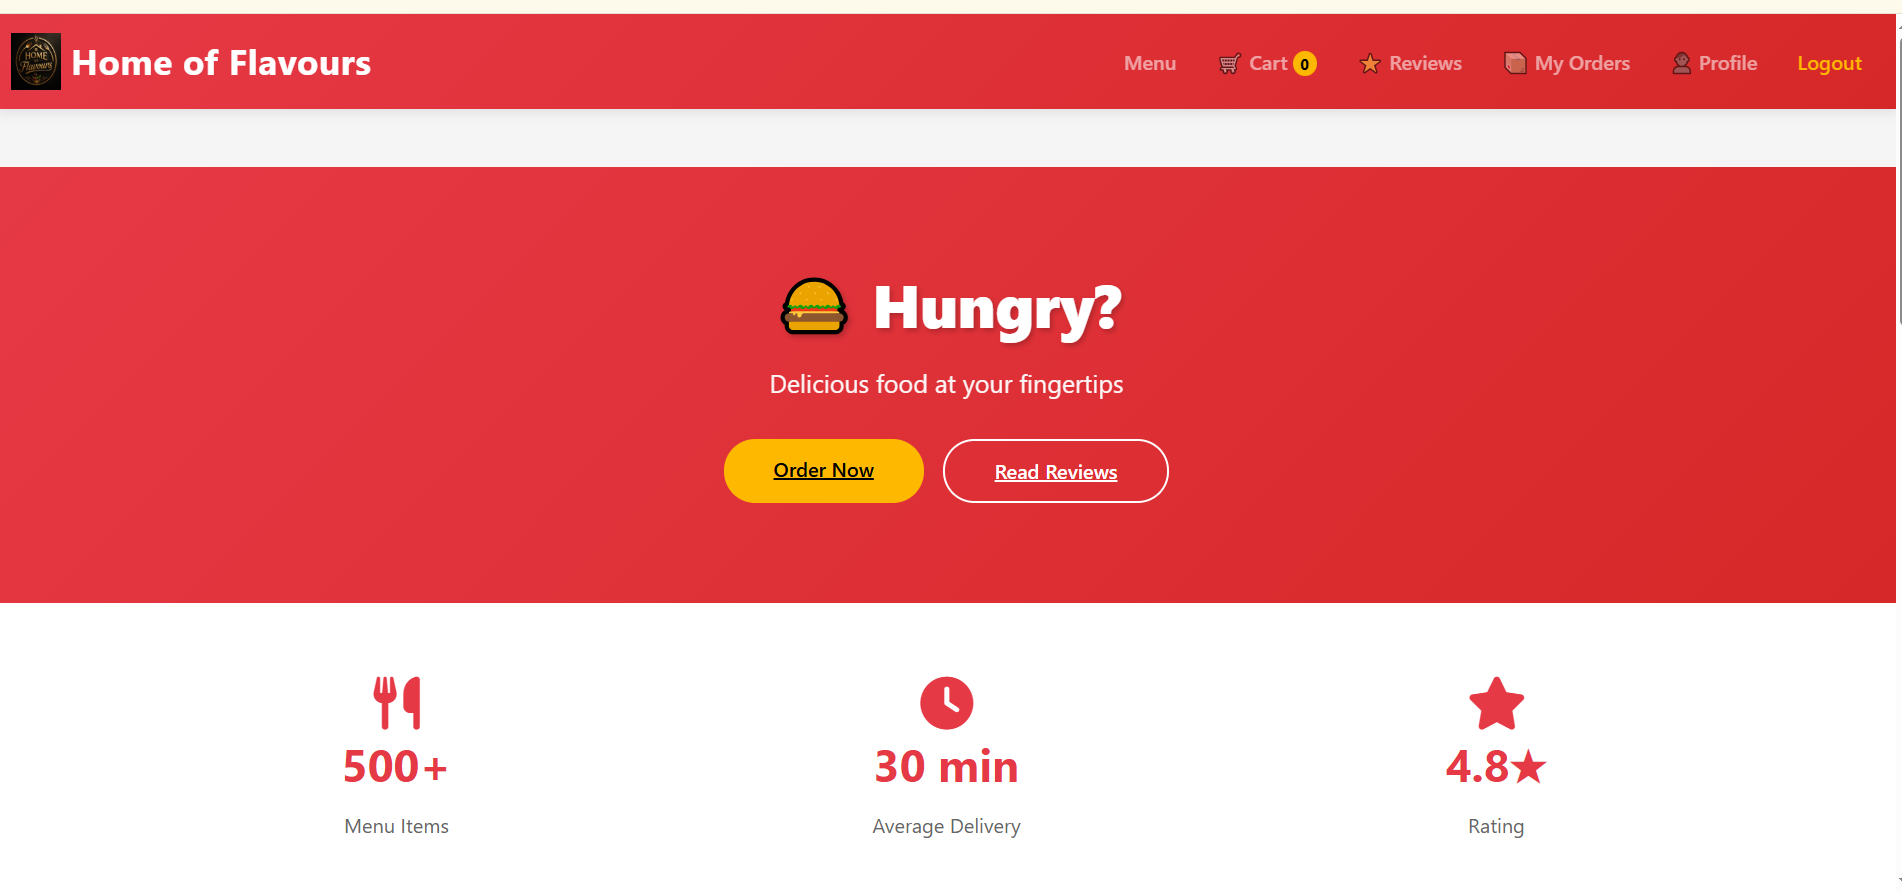 HOME
Flavours
Home of Flavours
Menu
Cart 0
Reviews
My Orders
Profile
Logout
Hungry?
Delicious food at your fingertips
Order Now
Read Reviews
500+
Menu Items
30 min
Average Delivery
4.8★
Rating